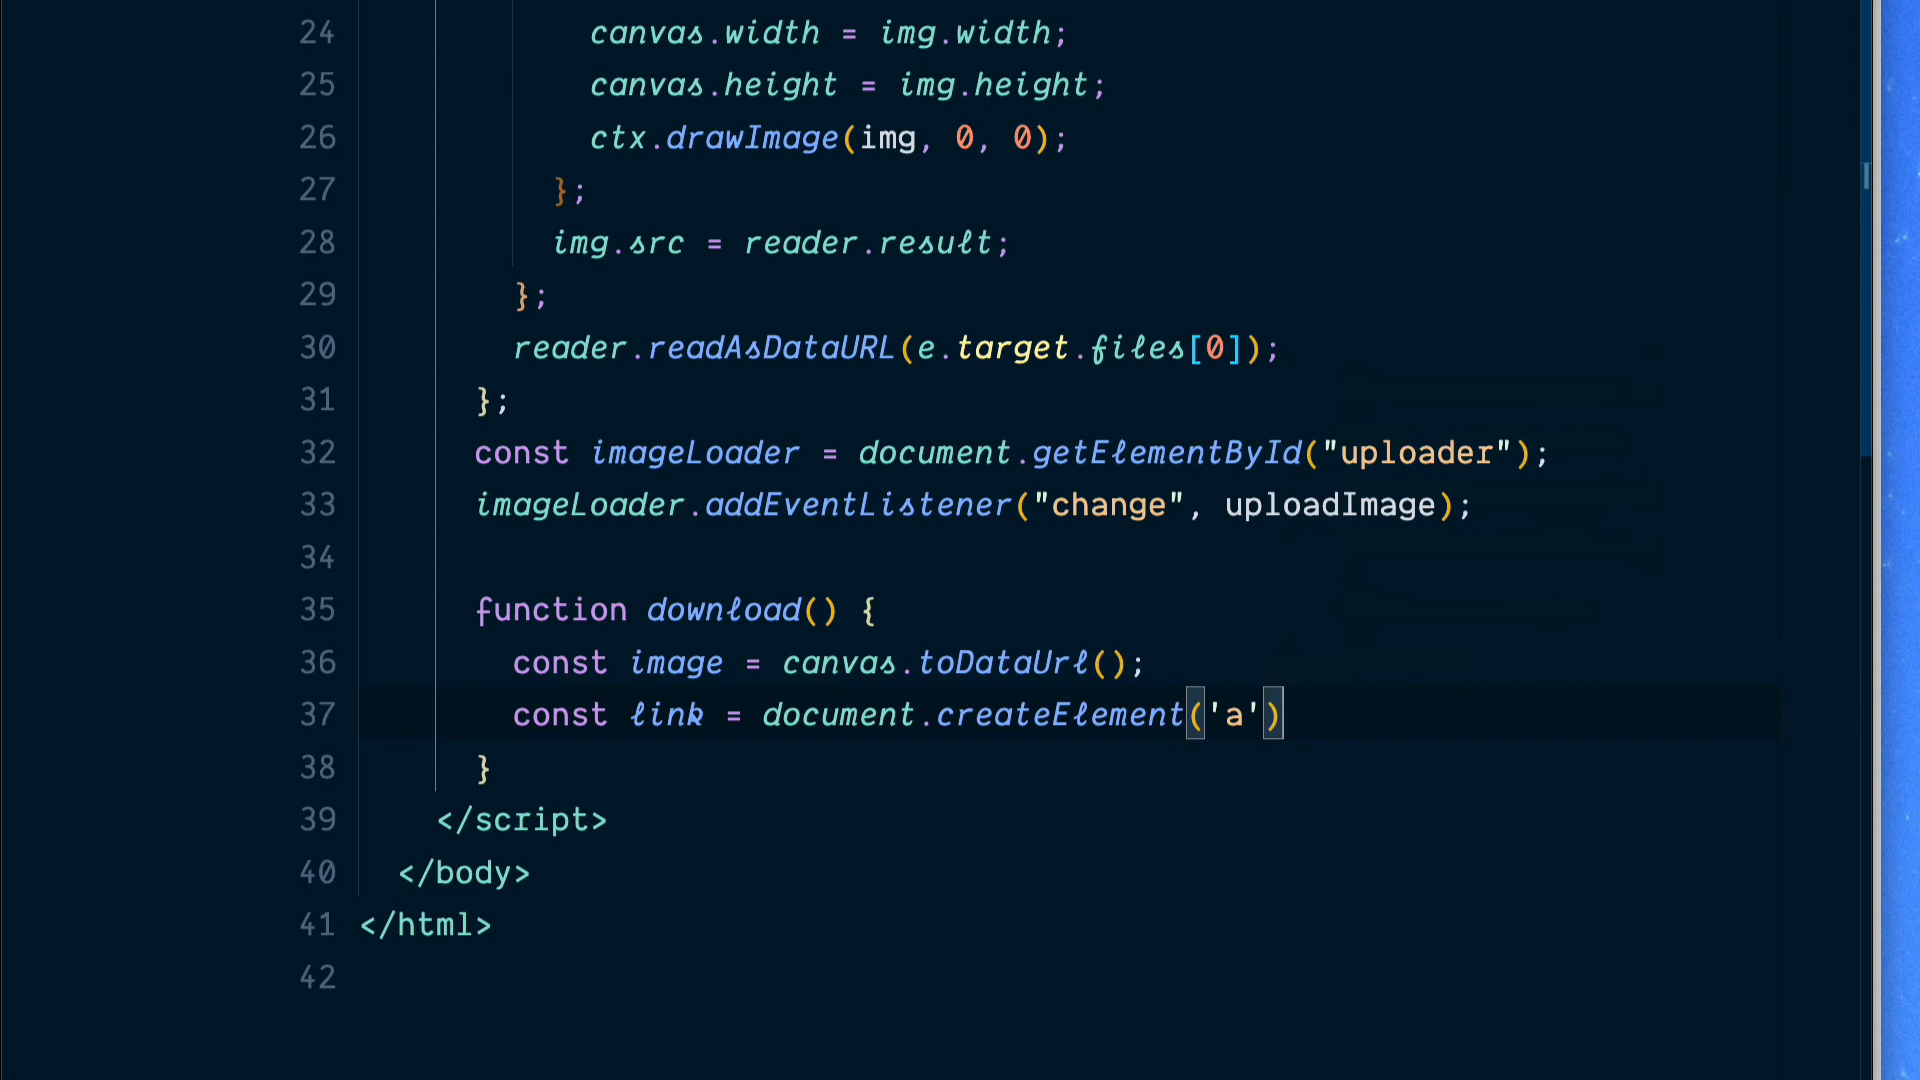 24 canvas.width = img.width;
25 canvas.height = img.height;
26 ctx.drawImage(img, 0, 0);
27 };
28 img.src = reader.result;
29 };
30 reader.readAsDataURL(e.target.files[0]);
31 };
32 const imageLoader = document.getElementById("uploader");
33 imageLoader.addEventListener("change", uploadImage);
34
35 function download() {
36 const image = canvas.toDataUrl();
37 const link = document.createElement('a')
38 }
39 </script>
40 </body>
41 </html>
42